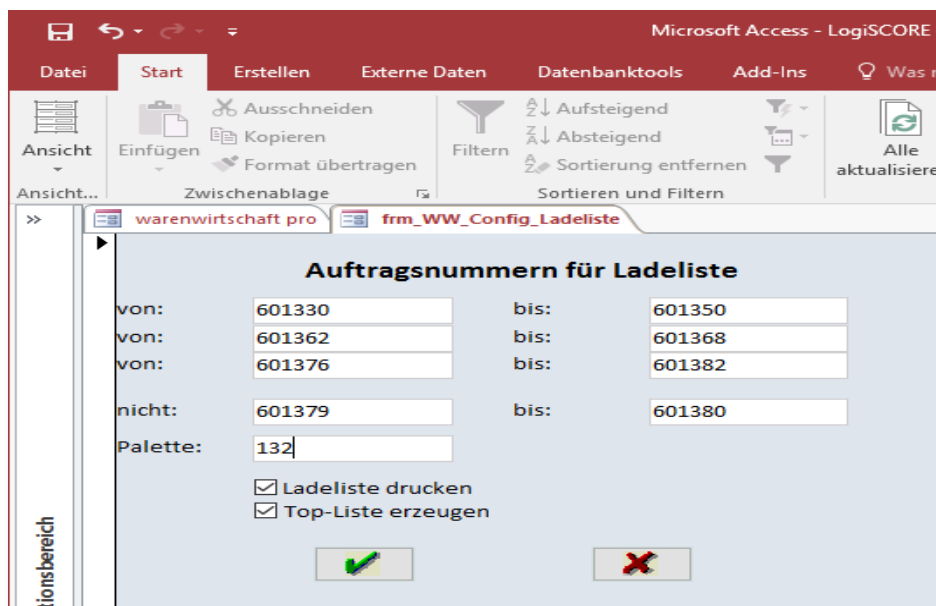 Microsoft Access - LogiSCORE
Datei Start Erstellen Externe Daten Datenbanktools Add-Ins Was
Ansicht Einfügen Ausschneiden Kopieren Format übertragen Filtern Aufsteigend Absteigend Sortierung entfernen Alle
Ansicht... Zwischenablage Sortieren und Filtern
warenwirtschaft pro frm_WW_Config_Ladeliste
Auftragsnummern für Ladeliste
von: 601330 bis: 601350
von: 601362 bis: 601368
von: 601376 bis: 601382
nicht: 601379 bis: 601380
Palette: 132
Ladeliste drucken
Top-Liste erzeugen